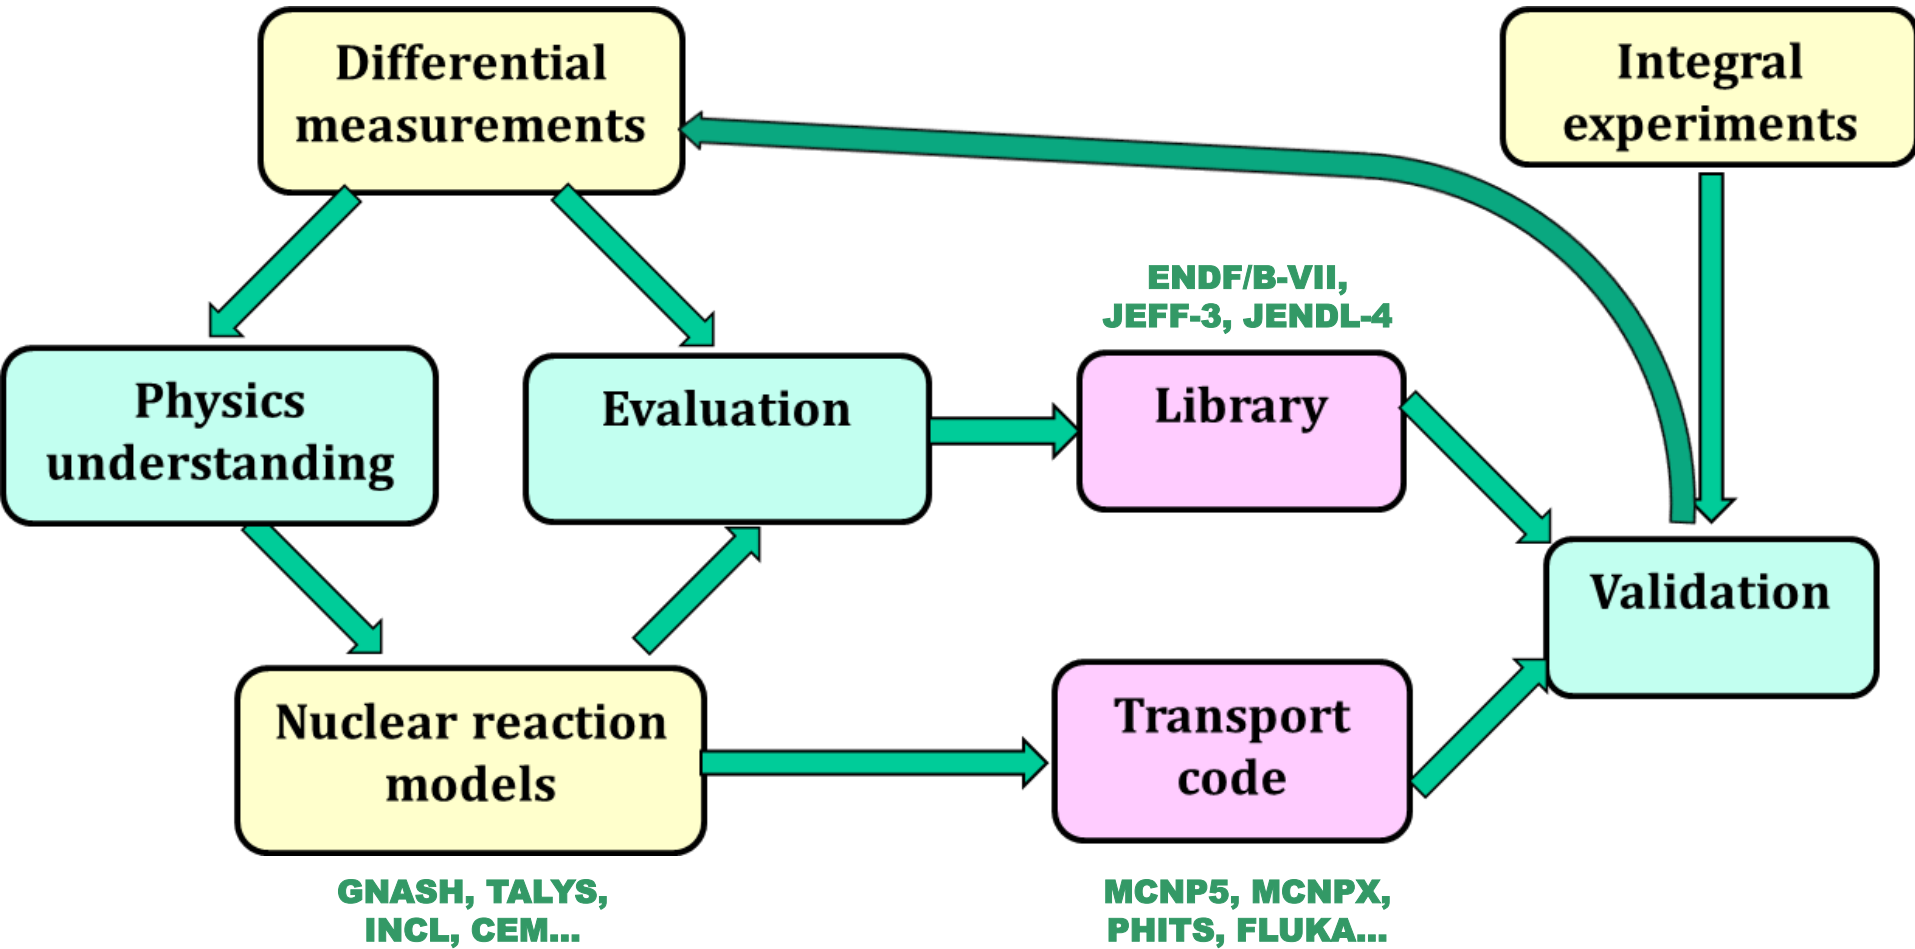 Differential
measurements
Integral
experiments
ENDF/B-VII,
JEFF-3, JENDL-4
Physics
understanding
Evaluation
Library
Validation
Nuclear reaction
models
Transport
code
GNASH, TALYS,
INCL, CEM...
MCNP5, MCNPX,
PHITS, FLUKA...